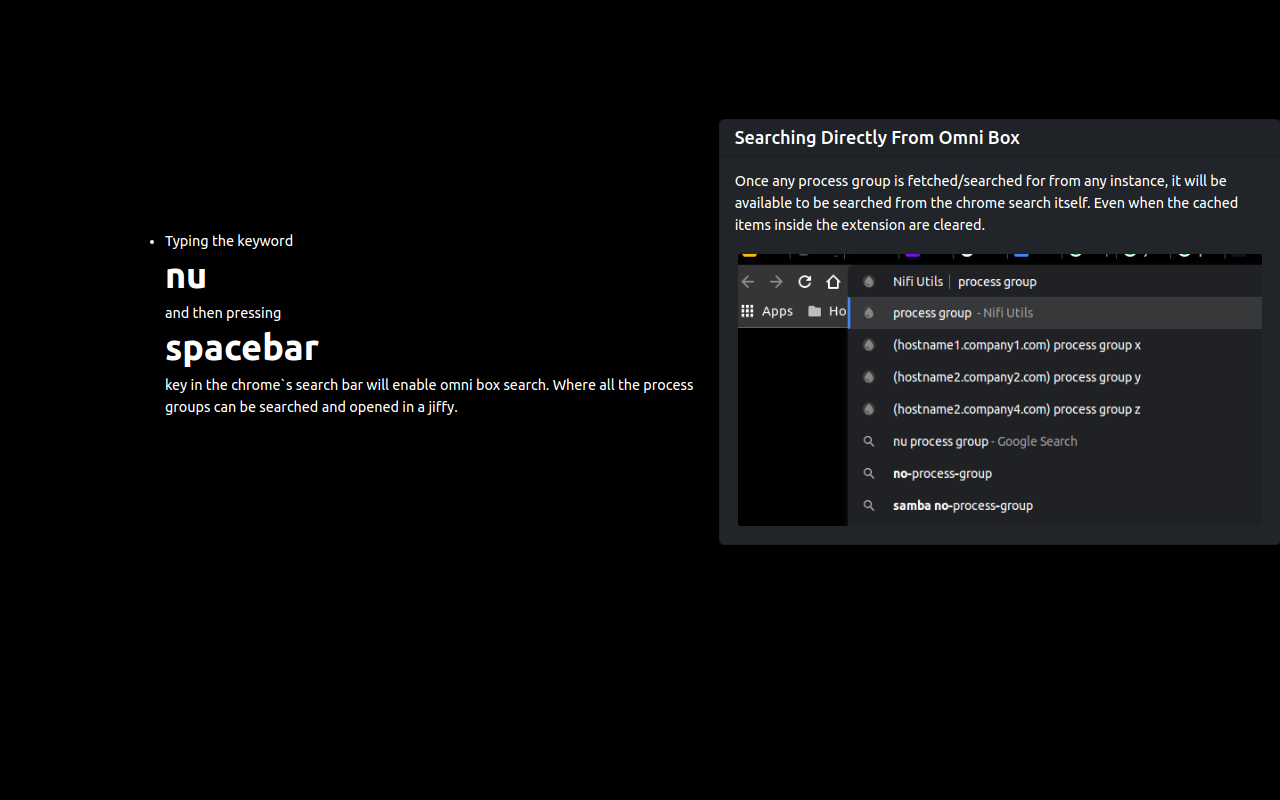 Typing the keyword
nu
and then pressing
spacebar
key in the chrome`s search bar will enable omni box search. Where all the process
groups can be searched and opened in a jiffy.
Searching Directly From Omni Box
Once any process group is fetched/searched for from any instance, it will be
available to be searched from the chrome search itself. Even when the cached
items inside the extension are cleared.
Nifi Utils | process group
Apps Ho
process group - Nifi Utils
(hostname1.company1.com) process group x
(hostname2.company2.com) process group y
(hostname2.company4.com) process group z
nu process group - Google Search
no-process-group
samba no-process-group